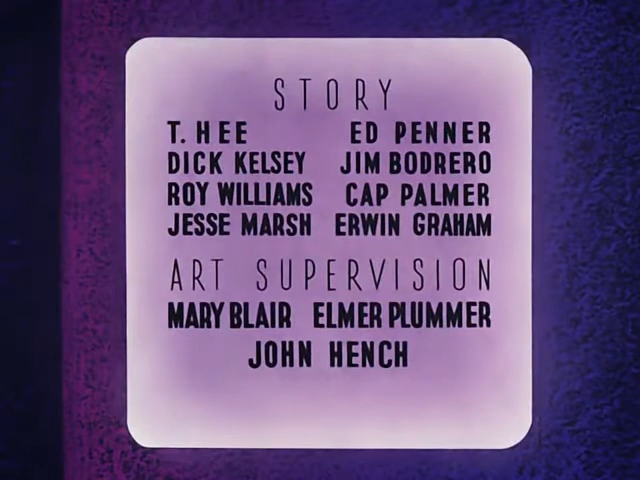 STORY
T. HEE ED PENNER
DICK KELSEY JIM BODRERO
ROY WILLIAMS CAP PALMER
JESSE MARSH ERWIN GRAHAM
ART SUPERVISION
MARY BLAIR ELMER PLUMMER
JOHN HENCH